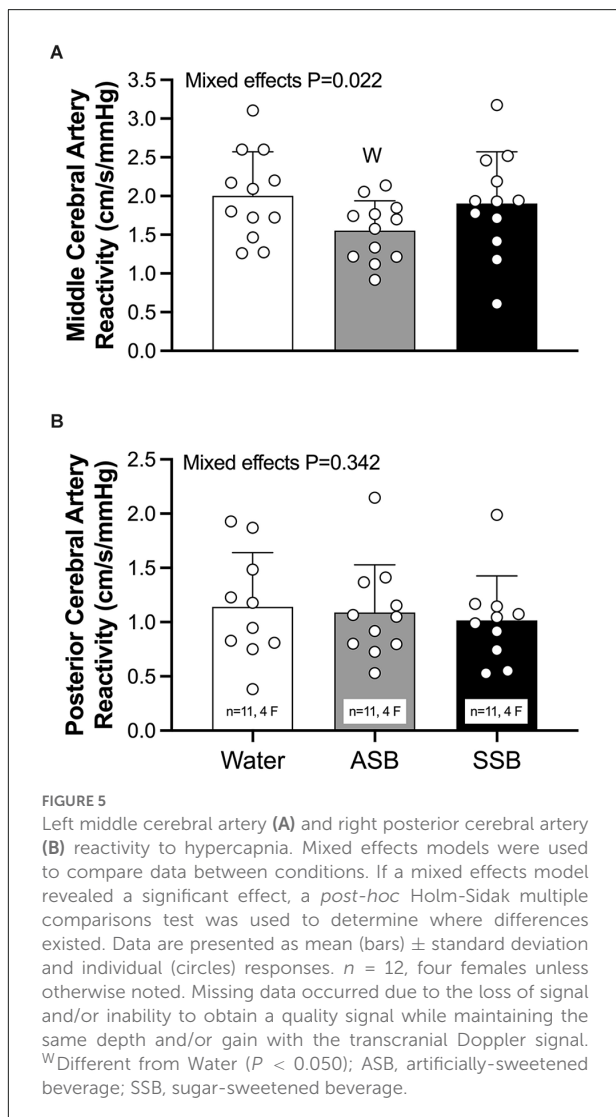 A
Mixed effects P=0.022
Middle Cerebral Artery
Reactivity (cm/s/mmHg)
3.5
3.0
2.5
2.0
1.5
1.0
0.5
0.0
W
B
Mixed effects P=0.342
Posterior Cerebral Artery
Reactivity (cm/s/mmHg)
2.5
2.0
1.5
1.0
0.5
0.0
n=11, 4 F
n=11, 4 F
n=11, 4 F
Water
ASB
SSB
FIGURE 5
Left middle cerebral artery (A) and right posterior cerebral artery
(B) reactivity to hypercapnia. Mixed effects models were used
to compare data between conditions. If a mixed effects model
revealed a significant effect, a post-hoc Holm-Sidak multiple
comparisons test was used to determine where differences
existed. Data are presented as mean (bars) ± standard deviation
and individual (circles) responses. n = 12, four females unless
otherwise noted. Missing data occurred due to the loss of signal
and/or inability to obtain a quality signal while maintaining the
same depth and/or gain with the transcranial Doppler signal.
WDifferent from Water (P < 0.050); ASB, artificially-sweetened
beverage; SSB, sugar-sweetened beverage.